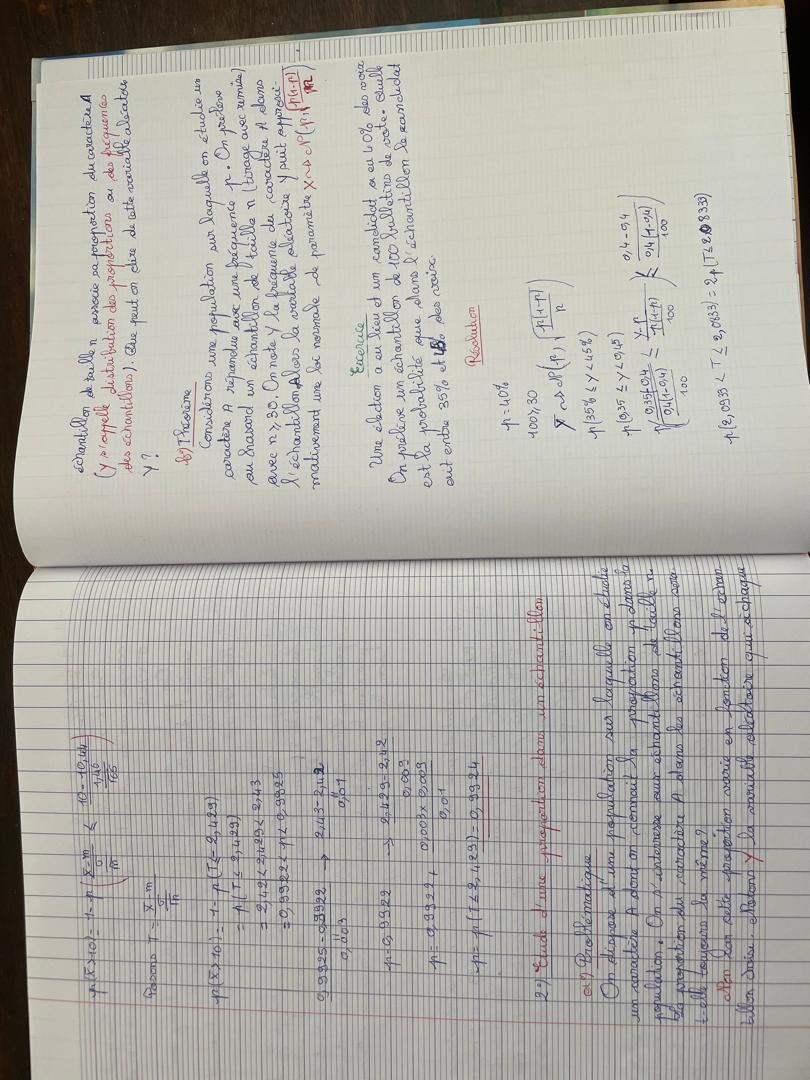 p(X̄>10) = 1 - p( (X̄-m)/(σ/√n) ≤ (10-10,44)/(1,46/√65) )
Posons T = (X̄-m)/(σ/√n)
p(X̄>10) = 1 - p(T ≤ -2,429)
= p(T ≤ 2,429)
= 2,42 < 2,429 < 2,43
= 0,9922 < p < 0,9925
0,9925-0,9922 → 2,43-2,42
0,003 0,01
p-0,9922 → 2,429-2,42
0,009
p = 0,9922 + (0,003 x 0,009)/0,01
p = p(T ≤ 2,429) = 0,9924
2°) Etude d'une proportion dans un échantillon
a) Problématique
On dispose d'une population sur laquelle on étudie
un caractère A dont on connait la proportion p dans la
population. On s'intéresse aux échantillons de taille n.
La proportion du caractère A dans les échantillons sera
t-elle toujours la même?
Non car cette proportion varie en fonction de l'échan
tillon choisi. Notons Y la variable aléatoire qui à chaque
échantillon de taille n associe sa proportion du caractère A
(Y s'appelle distribution des proportions ou des fréquences
des échantillons). Que peut on dire de cette variable aléatoire
Y?
b) Théorème
Considérons une population sur laquelle on étudie un
caractère A répandue avec une fréquence p. On prélève
au hasard un échantillon de taille n (tirage avec remise)
avec n ≥ 30. On note Y la fréquence du caractère A dans
l'échantillon. Alors la variable aléatoire Y suit approxi-
mativement une loi normale de paramètre X ~> N(p, √(p(1-p)/n))
Exercice
Une élection a eu lieu et un candidat a eu 40% des voix
On prélève un échantillon de 100 bulletins de vote. Quelle
est la probabilité que dans l'échantillon le candidat
ait entre 35% et 45% des voix.
Résolution
p = 40%
100 ≥ 30
Y ~> N(p, √(p(1-p)/n))
p(35% ≤ Y < 45%)
p(0,35 ≤ Y < 0,45)
p( (0,35-0,4)/(0,4(1-0,4)/100) ≤ (Y-p)/(p(1-p)/100) < (0,4-0,4)/(0,4(1-0,4)/100) )
p(2,0933 < T ≤ 2,0833) = 2p(T ≤ 2,0833)